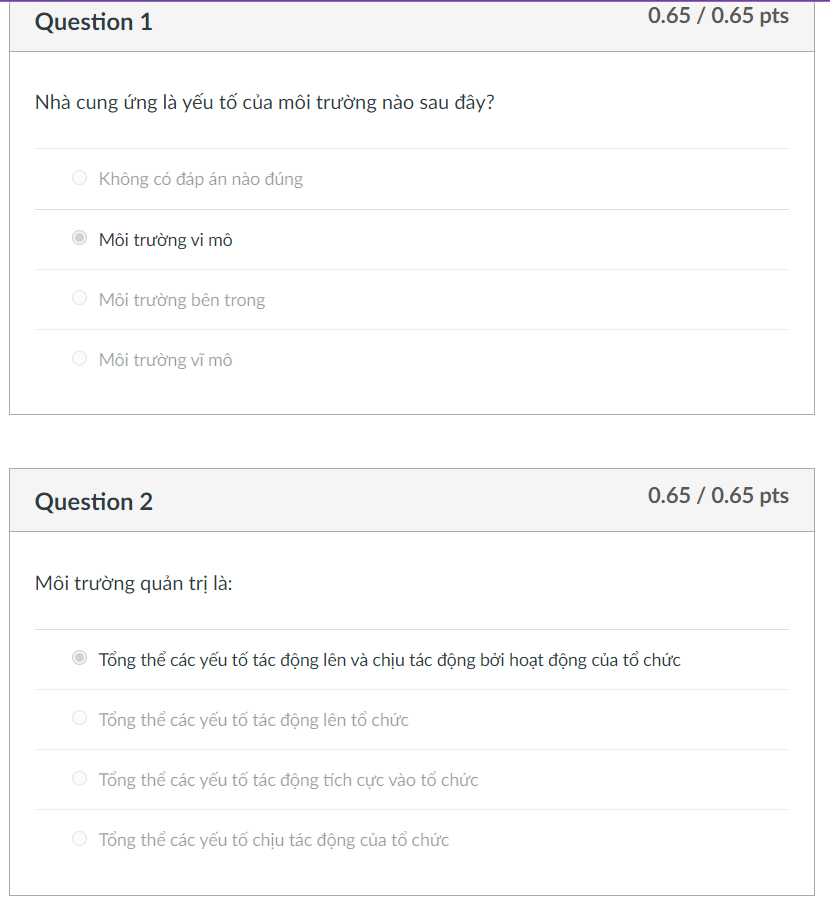 Question 1
0.65 / 0.65 pts
Nhà cung ứng là yếu tố của môi trường nào sau đây?
Không có đáp án nào đúng
Môi trường vi mô
Môi trường bên trong
Môi trường vĩ mô
Question 2
0.65 / 0.65 pts
Môi trường quản trị là:
Tổng thể các yếu tố tác động lên và chịu tác động bởi hoạt động của tổ chức
Tổng thể các yếu tố tác động lên tổ chức
Tổng thể các yếu tố tác động tích cực vào tổ chức
Tổng thể các yếu tố chịu tác động của tổ chức